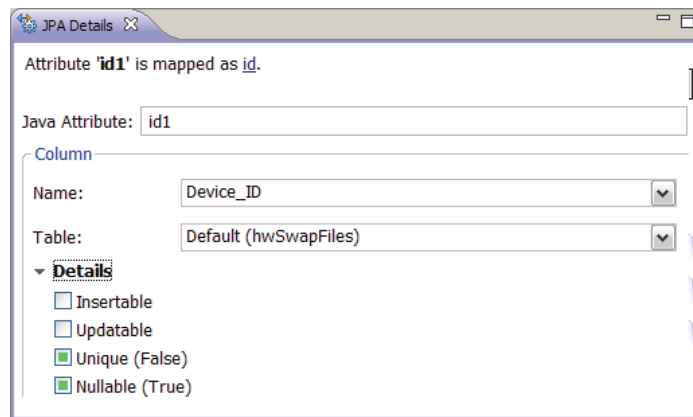 JPA Details
Attribute 'id1' is mapped as id.
Java Attribute: id1
Column
Name: Device_ID
Table: Default (hwSwapFiles)
Details
Insertable
Updatable
Unique (False)
Nullable (True)